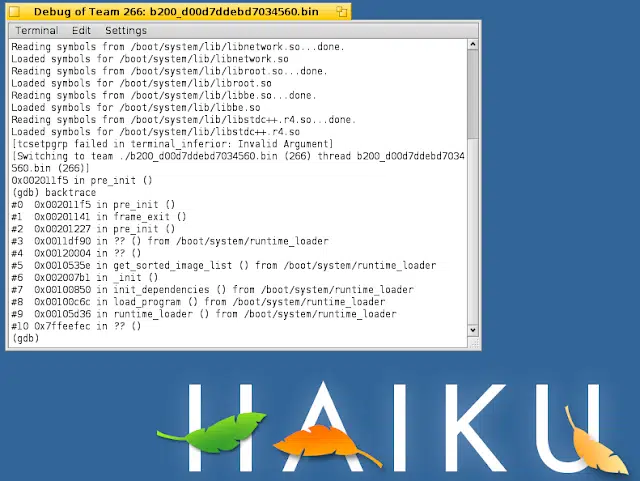 Debug of Team 266: b200_d00d7ddebd7034560.bin
Terminal Edit Settings
Reading symbols from /boot/system/lib/libnetwork.so...done.
Loaded symbols for /boot/system/lib/libnetwork.so
Reading symbols from /boot/system/lib/libroot.so...done.
Loaded symbols for /boot/system/lib/libroot.so
Reading symbols from /boot/system/lib/libbe.so...done.
Loaded symbols for /boot/system/lib/libbe.so
Reading symbols from /boot/system/lib/libstdc++.r4.so...done.
Loaded symbols for /boot/system/lib/libstdc++.r4.so
[tcsetpgrp failed in terminal_inferior: Invalid Argument]
[Switching to team ./b200_d00d7ddebd7034560.bin (266) thread b200_d00d7ddebd7034
560.bin (266)]
0x002011f5 in pre_init ()
(gdb) backtrace
#0  0x002011f5 in pre_init ()
#1  0x00201141 in frame_exit ()
#2  0x00201227 in pre_init ()
#3  0x0011df90 in ?? () from /boot/system/runtime_loader
#4  0x00120004 in ?? ()
#5  0x0010535e in get_sorted_image_list () from /boot/system/runtime_loader
#6  0x002007b1 in _init ()
#7  0x00100850 in init_dependencies () from /boot/system/runtime_loader
#8  0x00100c6c in load_program () from /boot/system/runtime_loader
#9  0x00105d36 in runtime_loader () from /boot/system/runtime_loader
#10 0x7ffeefec in ?? ()
(gdb)
HAIKU